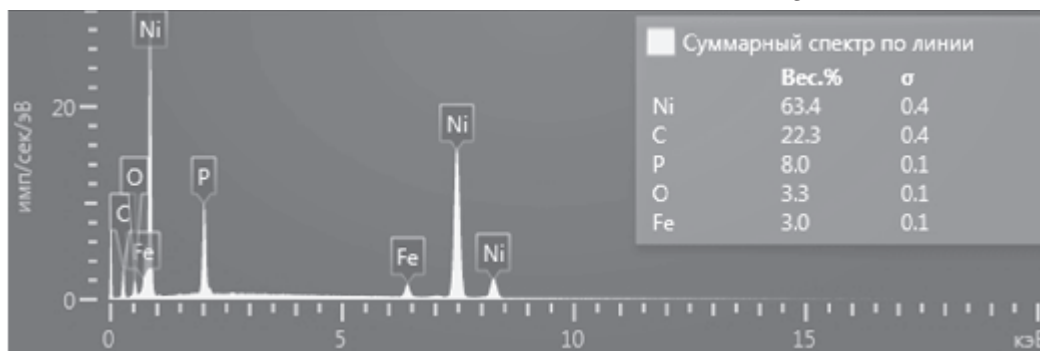 Ni
Суммарный спектр по линии
Вес.% σ
Ni 63.4 0.4
C 22.3 0.4
P 8.0 0.1
O 3.3 0.1
Fe 3.0 0.1
имп/сек/эВ
20
Ni
O
P
C
Fe
Fe
Ni
0
0 5 10 15 кэВ